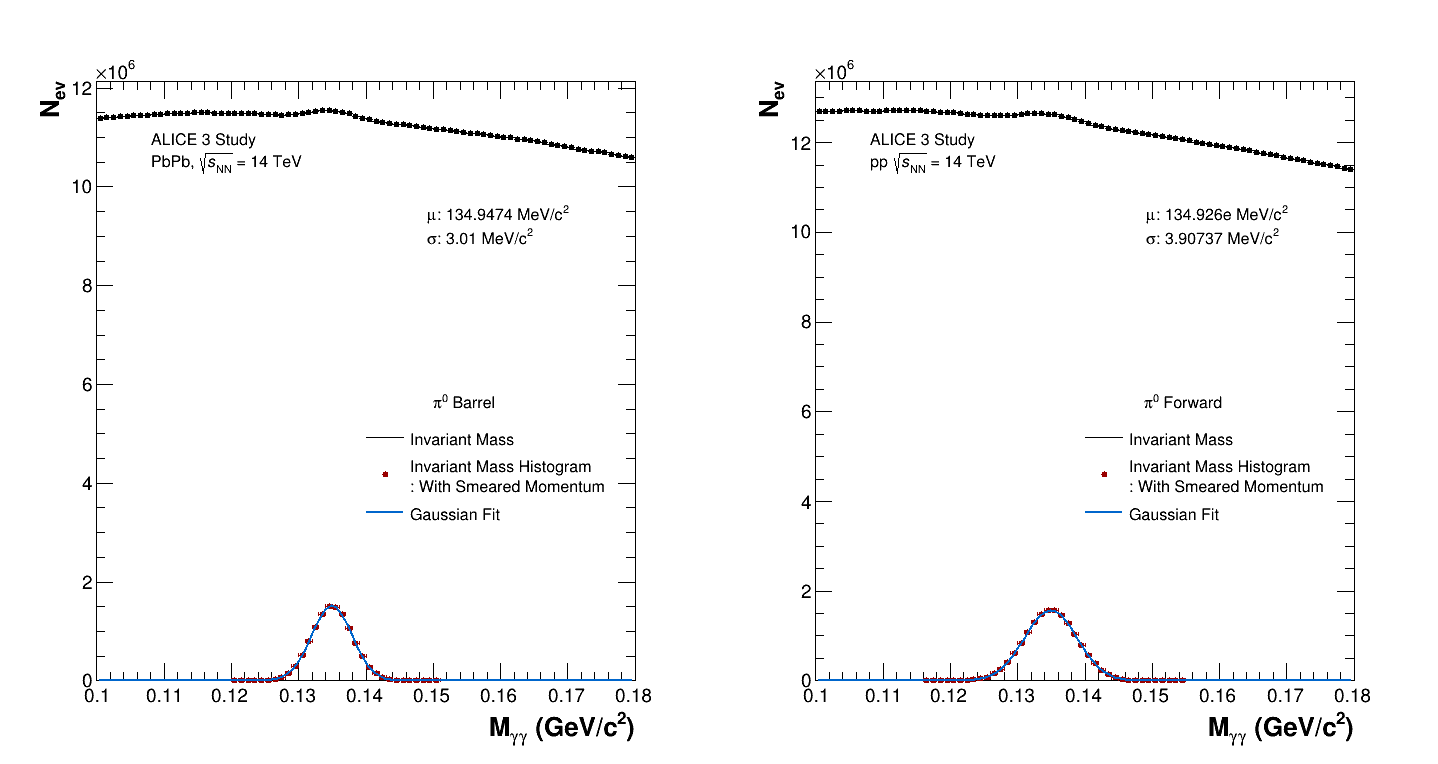 ×10⁶
N_ev
12
10
8
6
4
2
0
ALICE 3 Study
PbPb, √s_NN = 14 TeV
μ: 134.9474 MeV/c²
σ: 3.01 MeV/c²
π⁰ Barrel
Invariant Mass
Invariant Mass Histogram
: With Smeared Momentum
Gaussian Fit
0.1 0.11 0.12 0.13 0.14 0.15 0.16 0.17 0.18
M_γγ (GeV/c²)
×10⁶
N_ev
12
10
8
6
4
2
0
ALICE 3 Study
pp √s_NN = 14 TeV
μ: 134.926e MeV/c²
σ: 3.90737 MeV/c²
π⁰ Forward
Invariant Mass
Invariant Mass Histogram
: With Smeared Momentum
Gaussian Fit
0.1 0.11 0.12 0.13 0.14 0.15 0.16 0.17 0.18
M_γγ (GeV/c²)